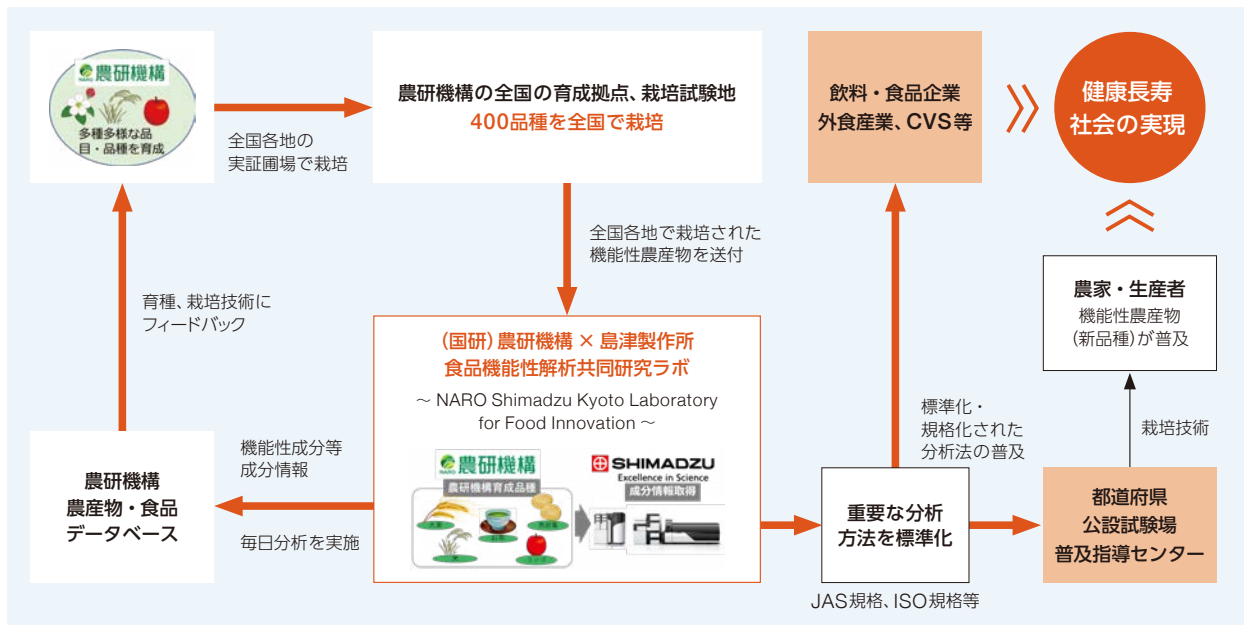 NARO 農研機構
多種多様な品
目・品種を育成
全国各地の
実証圃場で栽培
農研機構の全国の育成拠点、栽培試験地
400品種を全国で栽培
飲料・食品企業
外食産業、CVS等
健康長寿
社会の実現
全国各地で栽培された
機能性農産物を送付
育種、栽培技術に
フィードバック
農家・生産者
機能性農産物
(新品種)が普及
(国研)農研機構 × 島津製作所
食品機能性解析共同研究ラボ
～ NARO Shimadzu Kyoto Laboratory
for Food Innovation ～
標準化・
規格化された
分析法の普及
栽培技術
機能性成分等
成分情報
農研機構
農産物・食品
データベース
毎日分析を実施
NARO 農研機構
農研機構育成品種
SHIMADZU
Excellence in Science
成分情報取得
重要な分析
方法を標準化
JAS規格、ISO規格等
都道府県
公設試験場
普及指導センター